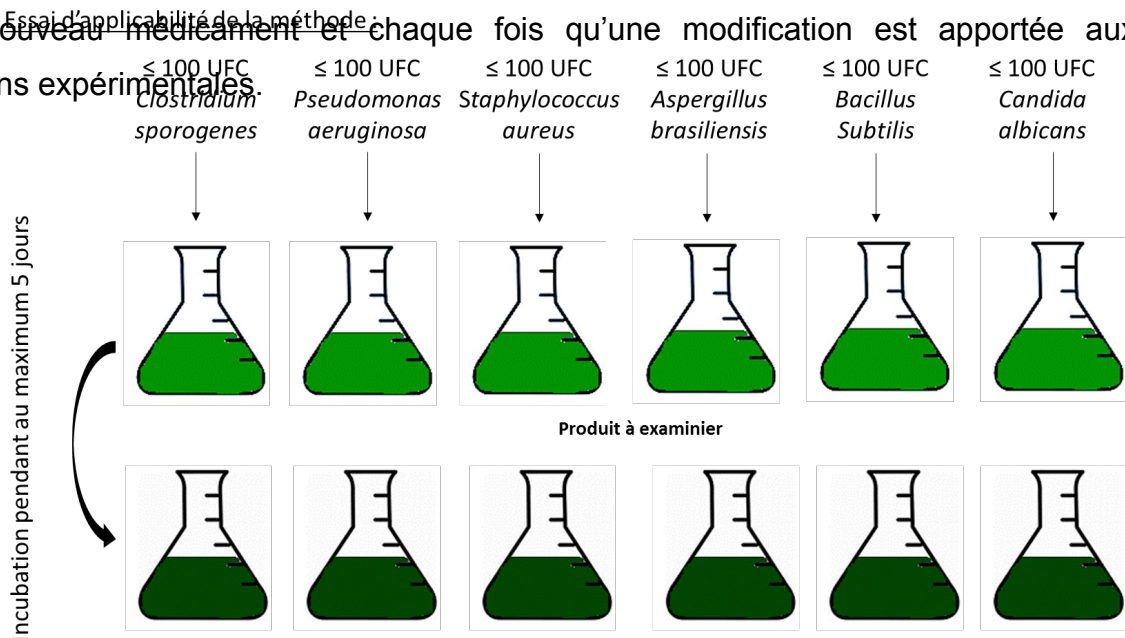 Essai d'applicabilité de la méthode :
ouveau médicament et chaque fois qu'une modification est apportée aux
ns expérimentales.
≤ 100 UFC
Clostridium
sporogenes
≤ 100 UFC
Pseudomonas
aeruginosa
≤ 100 UFC
Staphylococcus
aureus
≤ 100 UFC
Aspergillus
brasiliensis
≤ 100 UFC
Bacillus
Subtilis
≤ 100 UFC
Candida
albicans
Incubation pendant au maximum 5 jours
Produit à examinier